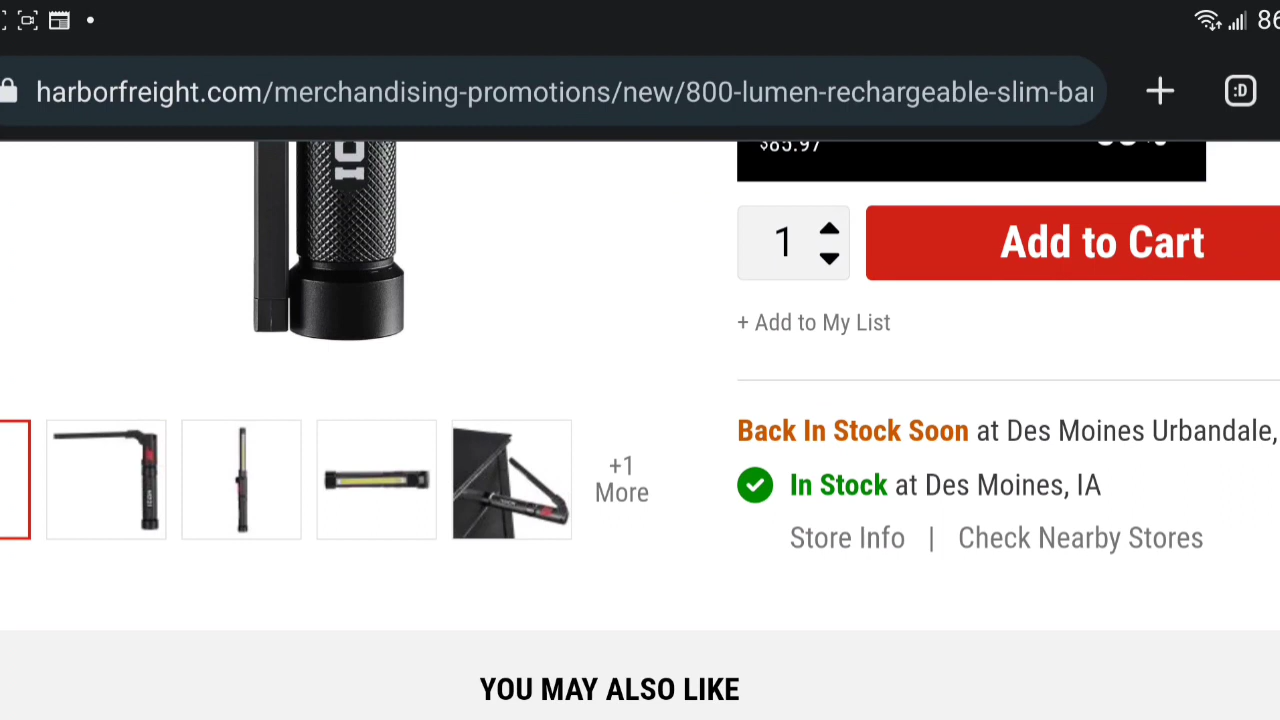 86
harborfreight.com/merchandising-promotions/new/800-lumen-rechargeable-slim-bar
:D
$85.97
1
Add to Cart
+ Add to My List
Back In Stock Soon at Des Moines Urbandale,
In Stock at Des Moines, IA
Store Info | Check Nearby Stores
+1
More
YOU MAY ALSO LIKE